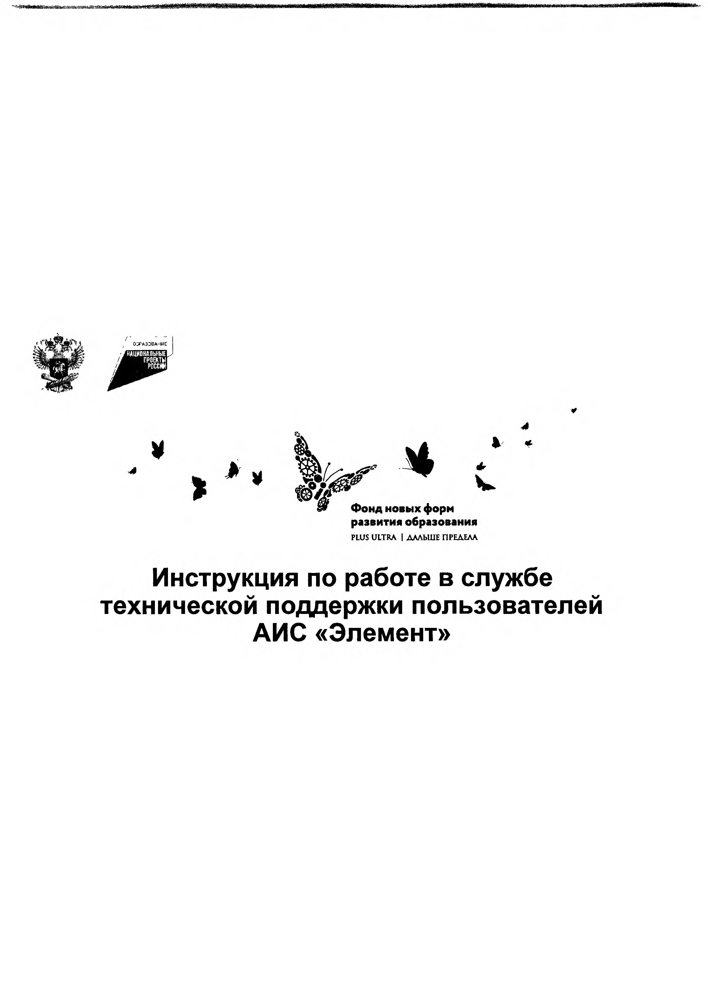 ОБРАЗОВАНИЕ
НАЦИОНАЛЬНЫЕ
ПРОЕКТЫ
РОССИИ
Фонд новых форм
развития образования
PLUS ULTRA | ДАЛЬШЕ ПРЕДЕЛА
Инструкция по работе в службе
технической поддержки пользователей
АИС «Элемент»